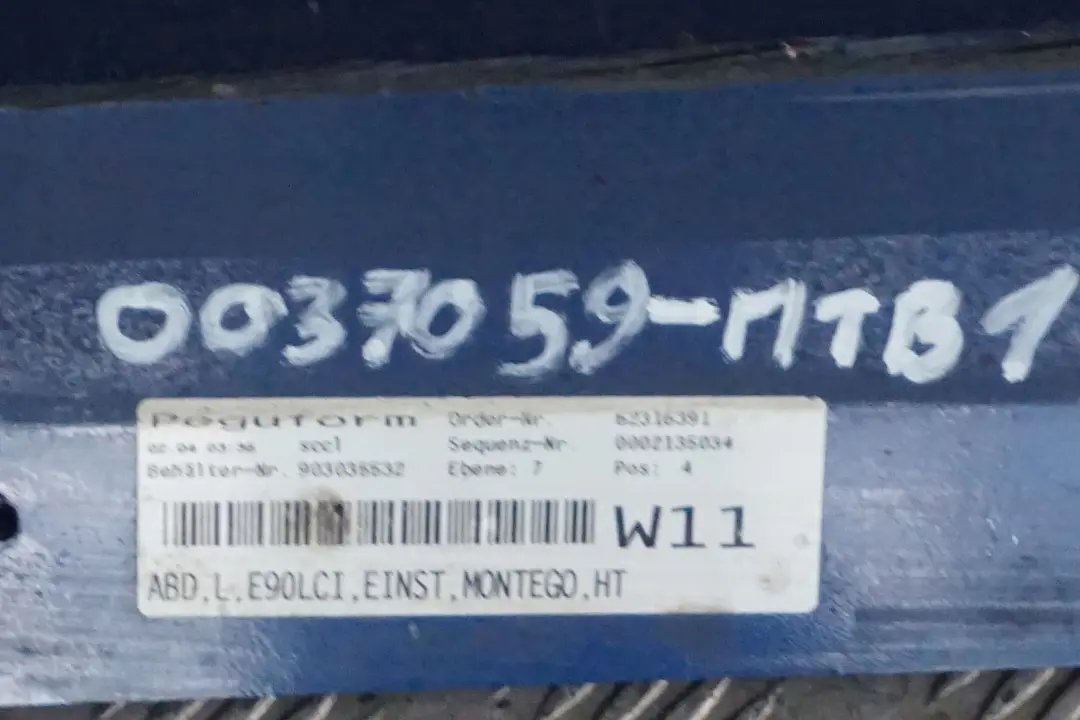 0037059-MTB1
Peguform Order-Nr. 62316391
02.04 03:36 sccl Sequenz-Nr. 0002135034
Behälter-Nr. 903036532 Ebene: 7 Pos: 4
W11
ABD.L.E90LCI.EINST.MONTEGO.HT